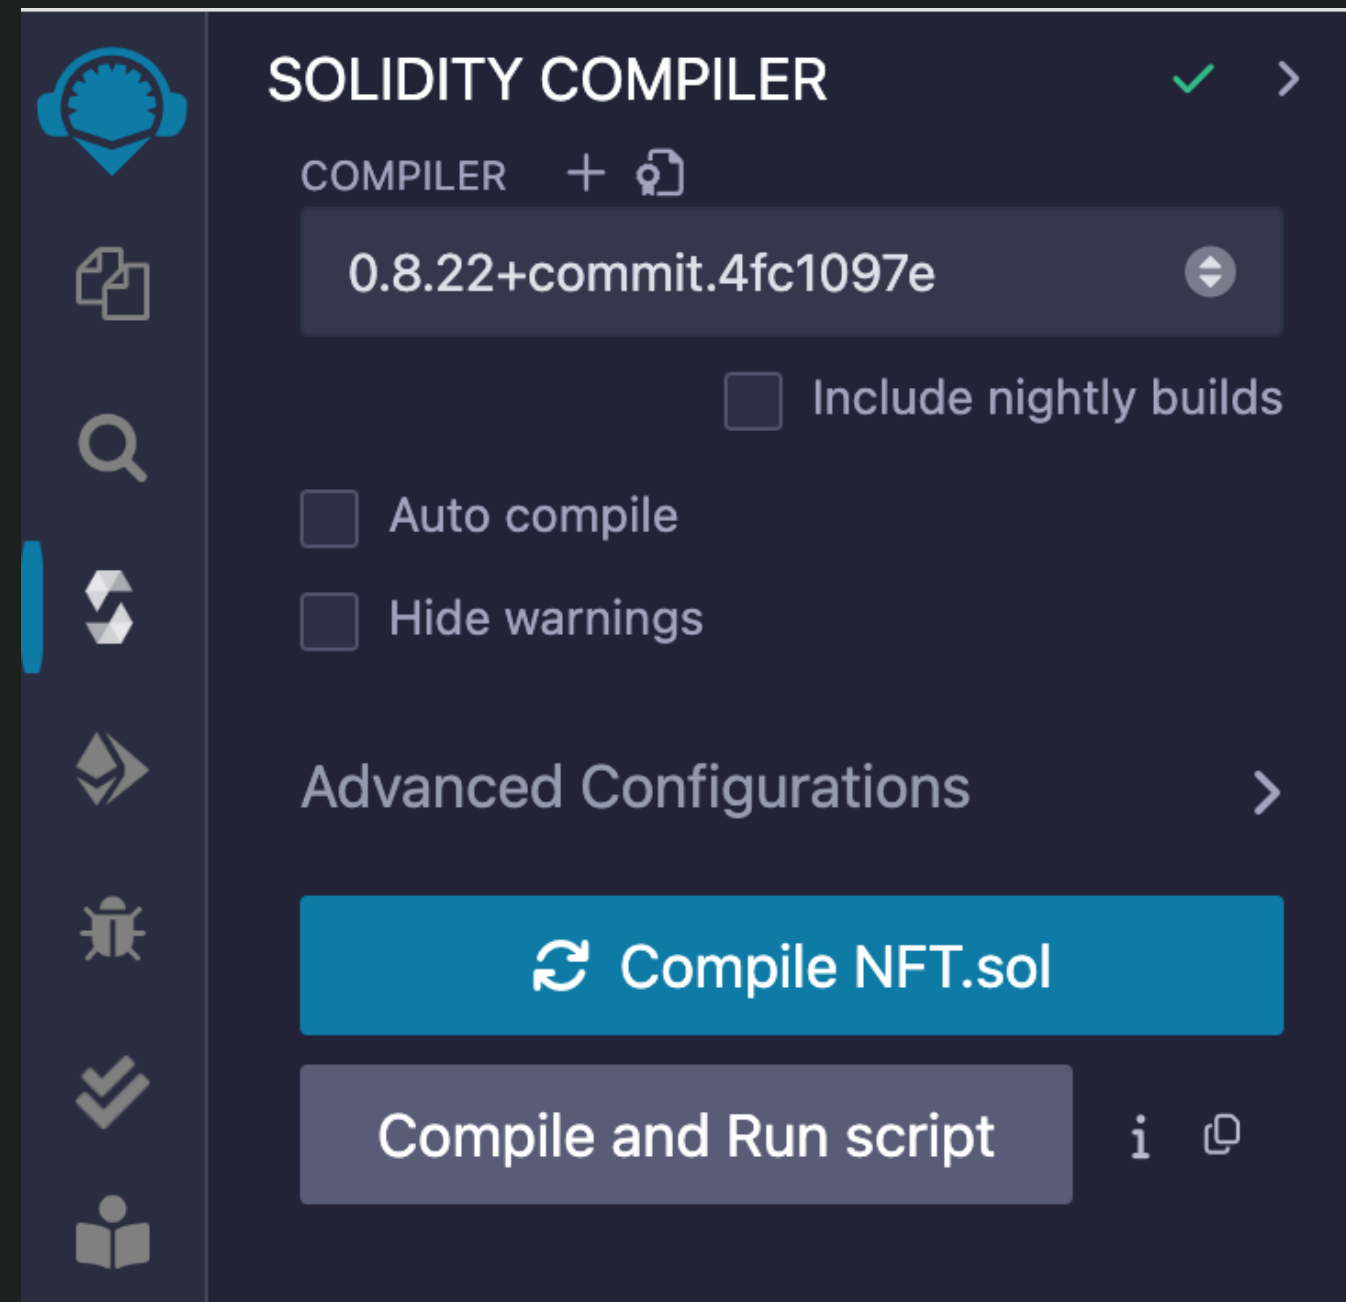 SOLIDITY COMPILER
COMPILER
0.8.22+commit.4fc1097e
Include nightly builds
Auto compile
Hide warnings
Advanced Configurations
Compile NFT.sol
Compile and Run script